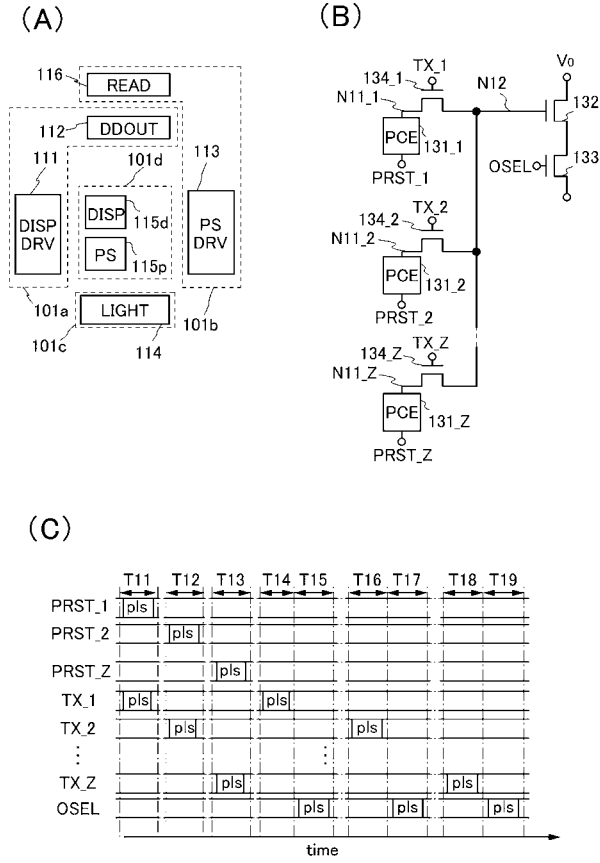 (A)
116
READ
112
DDOUT
111
101d
113
DISP
DRV
DISP
115d
PS
115p
PS
DRV
101a
LIGHT
101b
101c
114
(B)
V0
TX_1
134_1
N12
N11_1
132
PCE
131_1
OSEL
133
PRST_1
TX_2
134_2
N11_2
PCE
131_2
PRST_2
TX_Z
134_Z
N11_Z
PCE
131_Z
PRST_Z
(C)
T11 T12 T13 T14 T15 T16 T17 T18 T19
PRST_1 pls
PRST_2 pls
PRST_Z pls
TX_1 pls pls
TX_2 pls pls
⋮ ⋮
TX_Z pls pls
OSEL pls pls pls
time